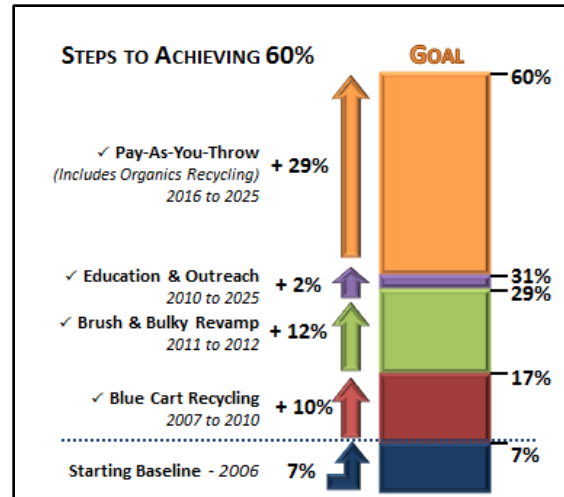 STEPS TO ACHIEVING 60%
GOAL
60%
✓ Pay-As-You-Throw
(Includes Organics Recycling)
2016 to 2025
+ 29%
31%
✓ Education & Outreach
2010 to 2025
+ 2%
29%
✓ Brush & Bulky Revamp
2011 to 2012
+ 12%
17%
✓ Blue Cart Recycling
2007 to 2010
+ 10%
7%
Starting Baseline - 2006 7%